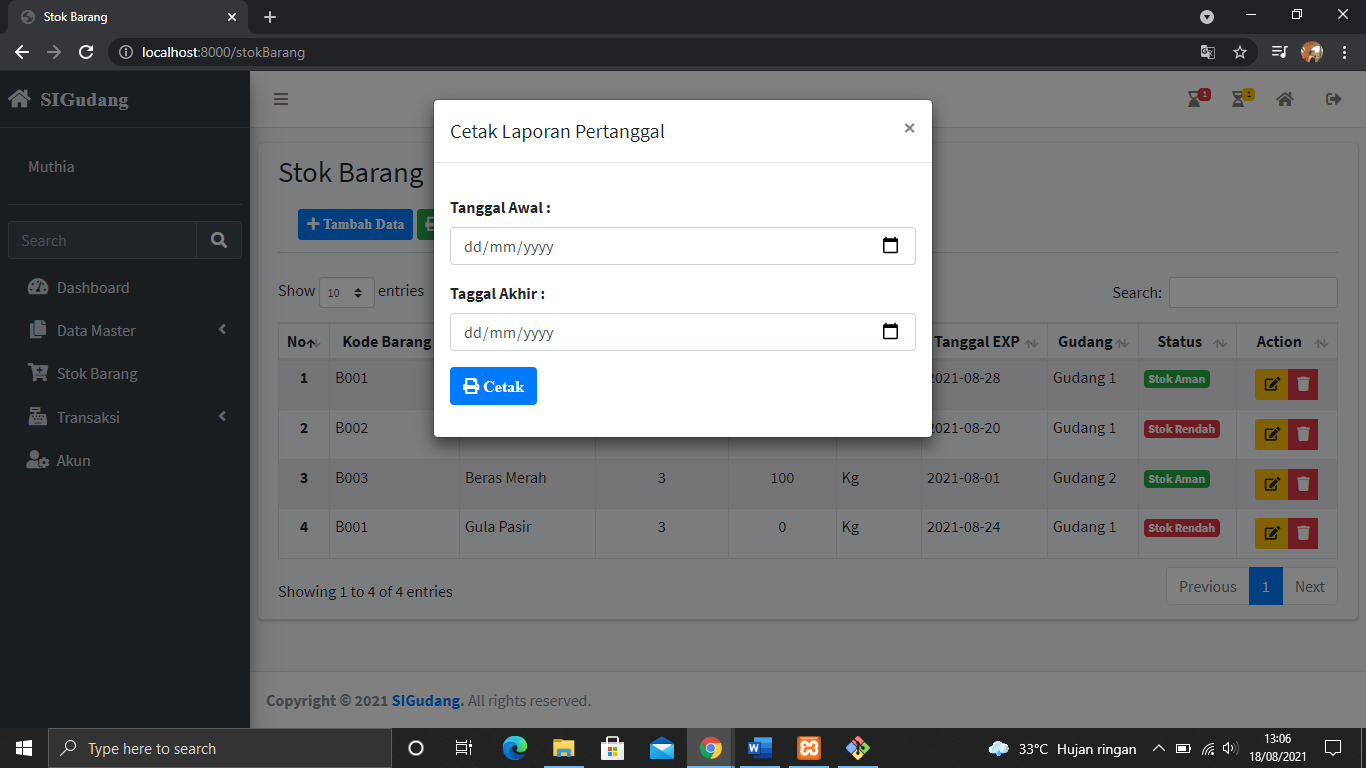 Stok Barang
localhost:8000/stokBarang
SIGudang
1
1
Muthia
Search
Dashboard
Data Master
Stok Barang
Transaksi
Akun
Stok Barang
Tambah Data
Cetak Laporan Pertanggal
×
Tanggal Awal :
dd/mm/yyyy
Taggal Akhir :
dd/mm/yyyy
Cetak
Show 10 entries
Search:
No Kode Barang Tanggal EXP Gudang Status Action
1 B001 2021-08-28 Gudang 1 Stok Aman
2 B002 2021-08-20 Gudang 1 Stok Rendah
3 B003 Beras Merah 3 100 Kg 2021-08-01 Gudang 2 Stok Aman
4 B001 Gula Pasir 3 0 Kg 2021-08-24 Gudang 1 Stok Rendah
Showing 1 to 4 of 4 entries
Previous 1 Next
Copyright © 2021 SIGudang. All rights reserved.
Type here to search
33°C Hujan ringan
13:06
18/08/2021